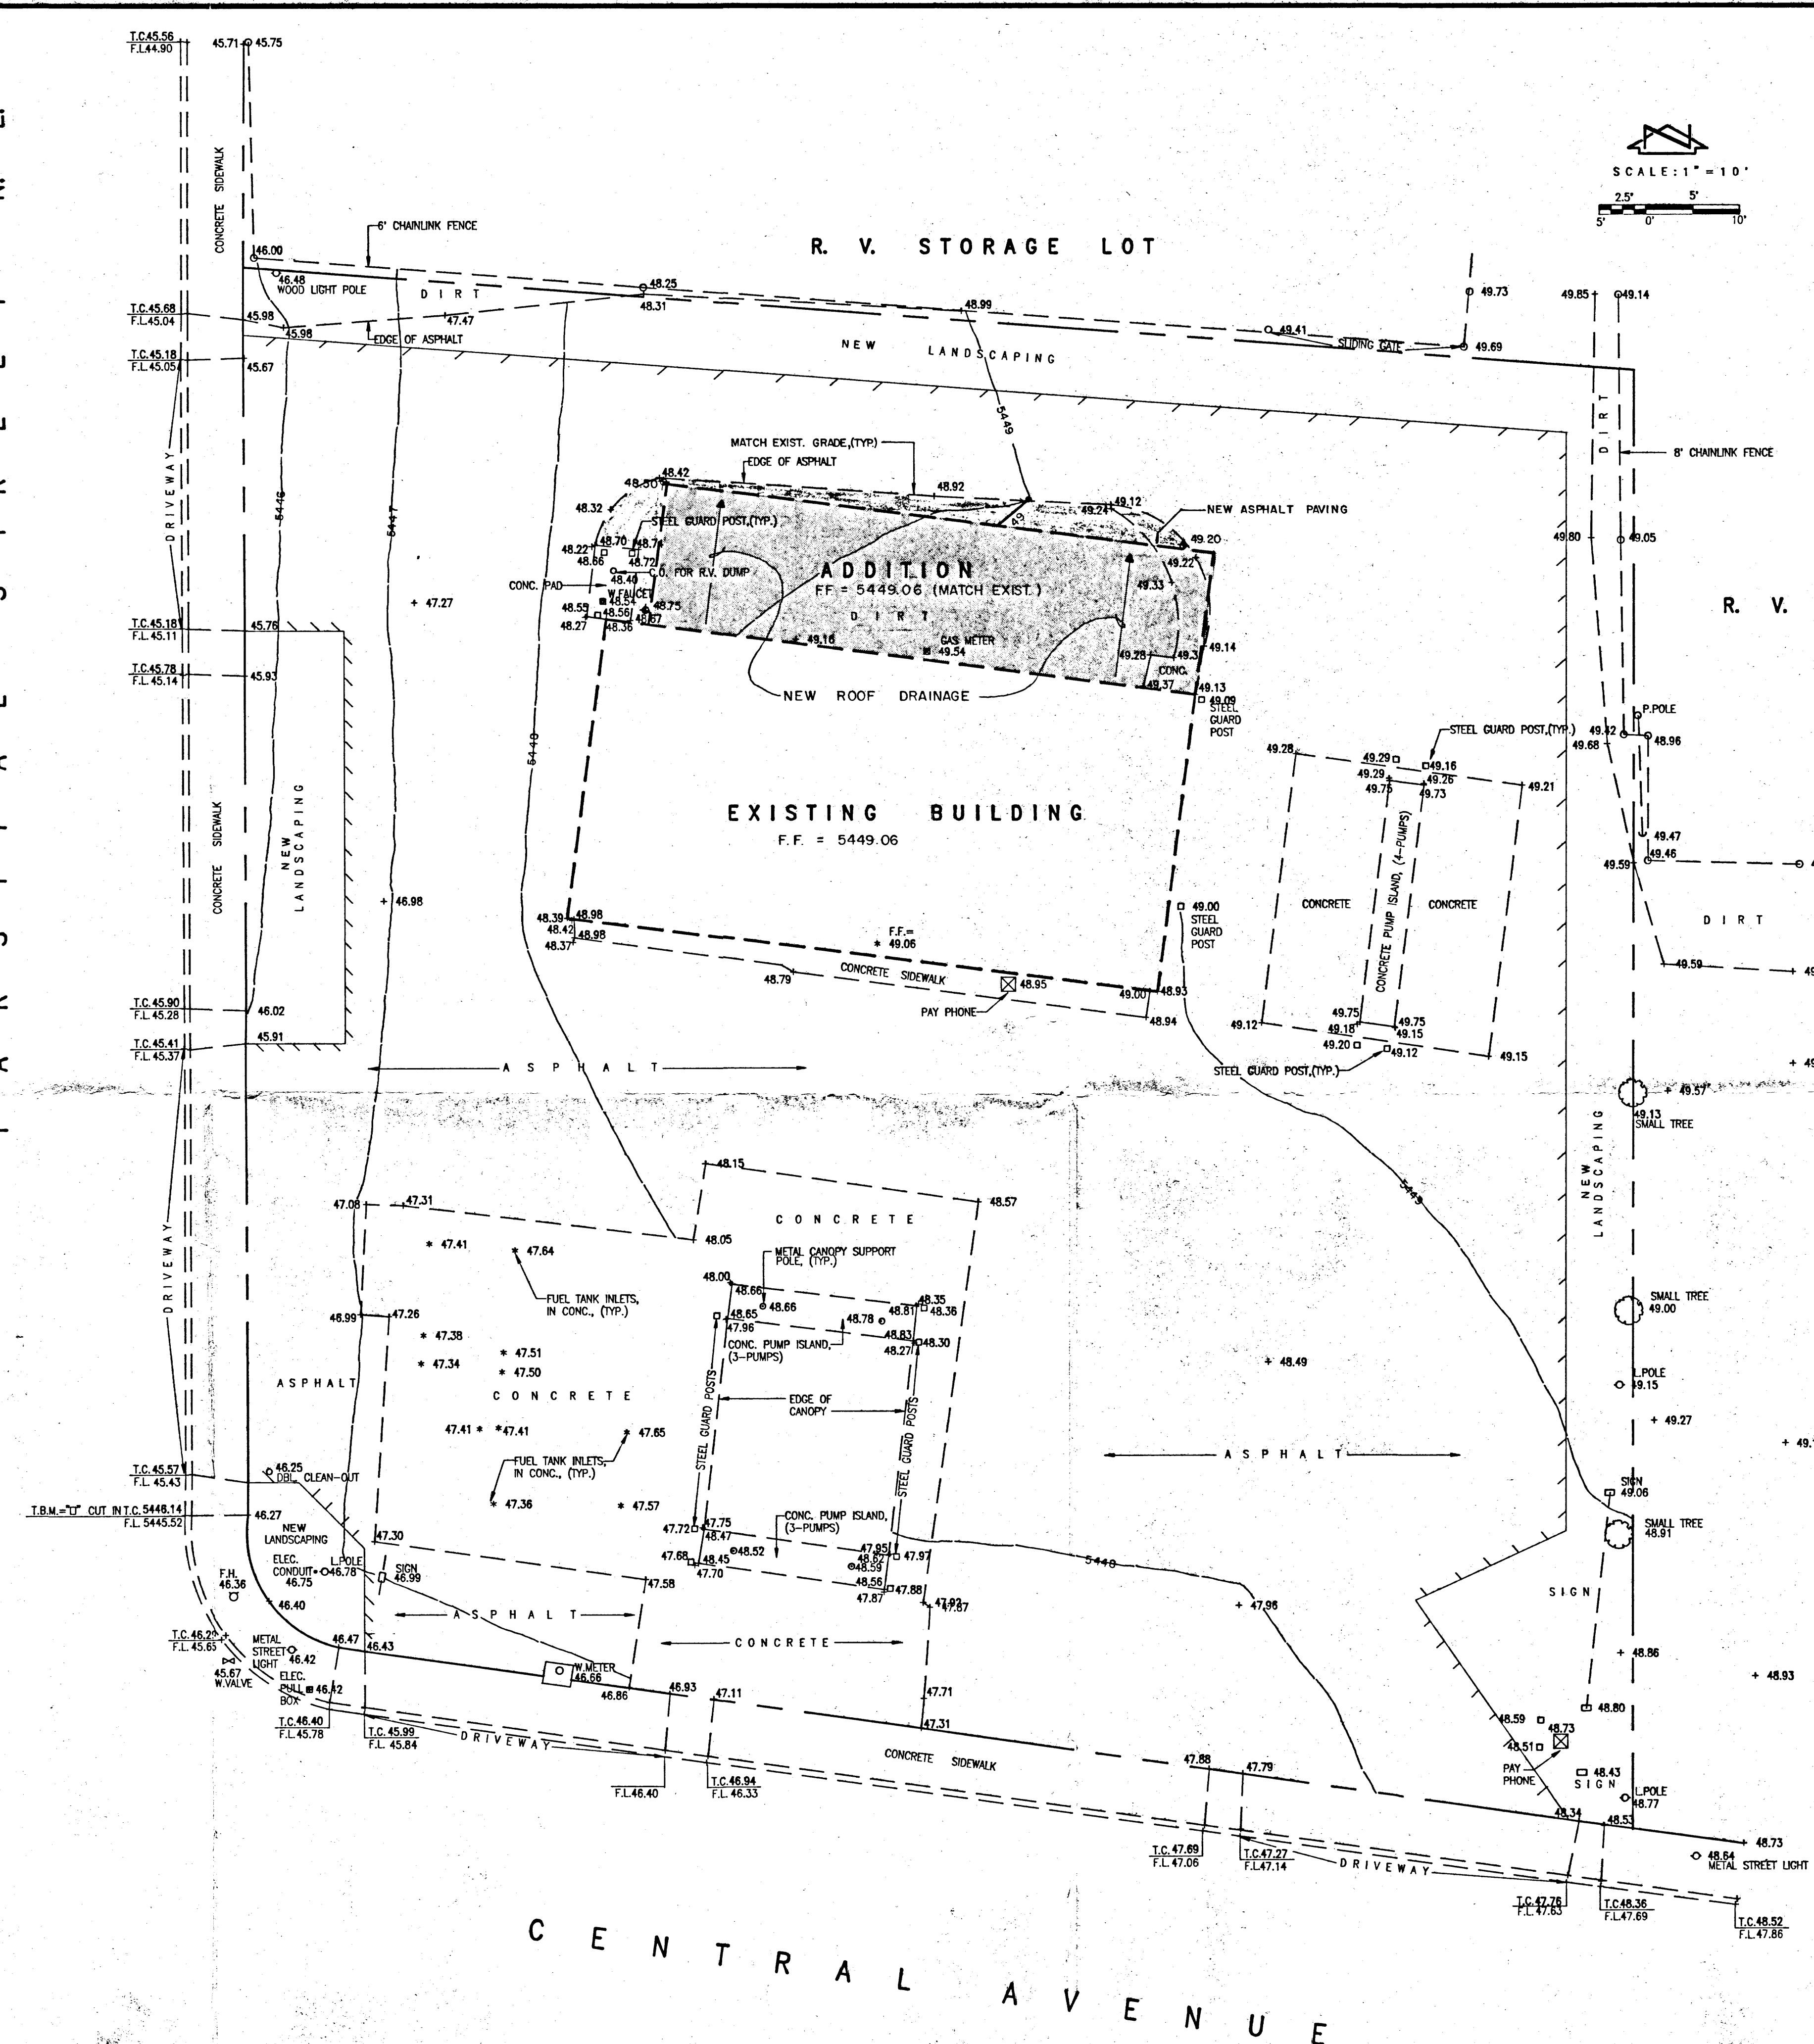 T.C.45.56
F.L.44.90
45.71
45.75
CONCRETE SIDEWALK
6' CHAINLINK FENCE
R. V. STORAGE LOT
SCALE: 1" = 10'
2.5' 5'
5' 0' 10'
46.00
46.48
WOOD LIGHT POLE
DIRT
48.25
48.31
48.99
49.73
49.85
49.14
T.C.45.68
F.L.45.04
45.98
45.98
47.47
EDGE OF ASPHALT
49.41
SLIDING GATE
49.69
T.C.45.18
F.L.45.05
45.67
NEW LANDSCAPING
DRIVEWAY
5446
5447
5449
DIRT
8' CHAINLINK FENCE
MATCH EXIST. GRADE,(TYP.)
EDGE OF ASPHALT
48.42
48.50
48.92
49.12
49.24
49
NEW ASPHALT PAVING
48.32
STEEL GUARD POST,(TYP.)
49.20
49.80
49.05
48.22
48.70
48.66
48.72
49.22
48.40
C.O. FOR R.V. DUMP
ADDITION
FF = 5449.06 (MATCH EXIST.)
DIRT
49.33
CONC. PAD
W.FAUCET
48.54
48.55
48.56
48.75
48.27
48.36
48.67
47.27
R. V.
T.C.45.18
F.L.45.11
45.76
49.16
GAS METER
49.54
49.28
49.3
49.14
CONC.
49.37
49.13
49.09
STEEL
GUARD
POST
T.C.45.78
F.L.45.14
45.93
NEW ROOF DRAINAGE
P.POLE
STEEL GUARD POST,(TYP.)
49.42
49.68
48.96
49.28
49.29
49.16
49.29
49.26
49.75
49.73
49.21
CONCRETE SIDEWALK
NEW
LANDSCAPING
EXISTING BUILDING
F.F. = 5449.06
CONCRETE PUMP ISLAND, (4-PUMPS)
49.47
49.46
49.59
CONCRETE
CONCRETE
46.98
48.39
48.98
48.42
48.98
48.37
F.F.=
49.06
49.00
STEEL
GUARD
POST
DIRT
CONCRETE SIDEWALK
48.79
48.95
PAY PHONE
49.00
48.93
48.94
49.59
T.C.45.90
F.L.45.28
46.02
49.75
49.12
49.18
49.75
49.15
49.20
49.12
49.15
T.C.45.41
F.L.45.37
45.91
ASPHALT
STEEL GUARD POST,(TYP.)
49.57
49.13
SMALL TREE
NEW
LANDSCAPING
5449
48.15
47.08
47.31
48.57
CONCRETE
48.05
47.41
47.64
METAL CANOPY SUPPORT
POLE, (TYP.)
DRIVEWAY
48.00
48.66
FUEL TANK INLETS,
IN CONC., (TYP.)
48.66
48.35
48.81
48.36
SMALL TREE
49.00
46.99
47.26
48.65
47.96
48.78
47.38
CONC. PUMP ISLAND,
(3-PUMPS)
48.83
48.27
48.30
47.51
47.34
47.50
48.49
ASPHALT
CONCRETE
L.POLE
49.15
EDGE OF
CANOPY
STEEL GUARD POSTS
STEEL GUARD POSTS
47.41
47.41
47.65
49.27
FUEL TANK INLETS,
IN CONC., (TYP.)
ASPHALT
T.C.45.57
F.L.45.43
46.25
DBL. CLEAN-OUT
SIGN
49.06
47.36
47.57
T.B.M.="□" CUT IN T.C. 5446.14
F.L. 5445.52
46.27
CONC. PUMP ISLAND,
(3-PUMPS)
SMALL TREE
48.91
NEW
LANDSCAPING
47.30
47.72
47.75
48.47
48.52
47.95
48.62
47.97
ELEC.
CONDUIT
46.75
L.POLE
46.78
SIGN
46.99
47.68
48.45
47.70
48.59
48.56
47.87
47.88
5448
F.H.
46.36
47.58
SIGN
46.40
ASPHALT
47.87
47.96
T.C.46.29
F.L.45.65
46.47
46.43
CONCRETE
METAL
STREET
LIGHT
46.42
48.86
45.67
W.VALVE
ELEC.
PULL
BOX
46.42
W.METER
46.66
46.86
46.93
47.11
47.71
48.93
48.80
T.C.46.40
F.L.45.78
T.C.45.99
F.L.45.84
DRIVEWAY
47.31
48.59
48.73
48.51
CONCRETE SIDEWALK
47.88
47.79
PAY
PHONE
48.43
SIGN
F.L.46.40
T.C.46.94
F.L.46.33
L.POLE
48.77
48.34
48.53
48.73
T.C.47.69
F.L.47.06
T.C.47.27
F.L.47.14
DRIVEWAY
48.64
METAL STREET LIGHT
T.C.47.76
F.L.47.63
T.C.48.36
F.L.47.69
T.C.48.52
F.L.47.86
CENTRAL AVENUE